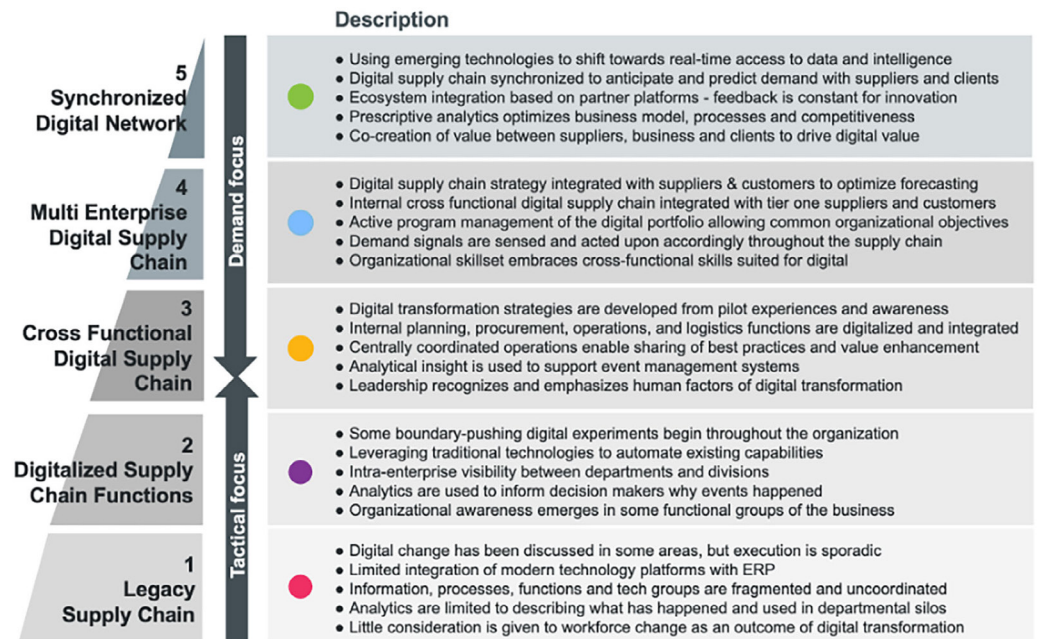 Description
5
Synchronized
Digital Network
● Using emerging technologies to shift towards real-time access to data and intelligence
● Digital supply chain synchronized to anticipate and predict demand with suppliers and clients
● Ecosystem integration based on partner platforms - feedback is constant for innovation
● Prescriptive analytics optimizes business model, processes and competitiveness
● Co-creation of value between suppliers, business and clients to drive digital value
Demand focus
4
Multi Enterprise
Digital Supply
Chain
● Digital supply chain strategy integrated with suppliers & customers to optimize forecasting
● Internal cross functional digital supply chain integrated with tier one suppliers and customers
● Active program management of the digital portfolio allowing common organizational objectives
● Demand signals are sensed and acted upon accordingly throughout the supply chain
● Organizational skillset embraces cross-functional skills suited for digital
3
Cross Functional
Digital Supply
Chain
● Digital transformation strategies are developed from pilot experiences and awareness
● Internal planning, procurement, operations, and logistics functions are digitalized and integrated
● Centrally coordinated operations enable sharing of best practices and value enhancement
● Analytical insight is used to support event management systems
● Leadership recognizes and emphasizes human factors of digital transformation
2
Digitalized Supply
Chain Functions
● Some boundary-pushing digital experiments begin throughout the organization
● Leveraging traditional technologies to automate existing capabilities
● Intra-enterprise visibility between departments and divisions
● Analytics are used to inform decision makers why events happened
● Organizational awareness emerges in some functional groups of the business
Tactical focus
1
Legacy
Supply Chain
● Digital change has been discussed in some areas, but execution is sporadic
● Limited integration of modern technology platforms with ERP
● Information, processes, functions and tech groups are fragmented and uncoordinated
● Analytics are limited to describing what has happened and used in departmental silos
● Little consideration is given to workforce change as an outcome of digital transformation